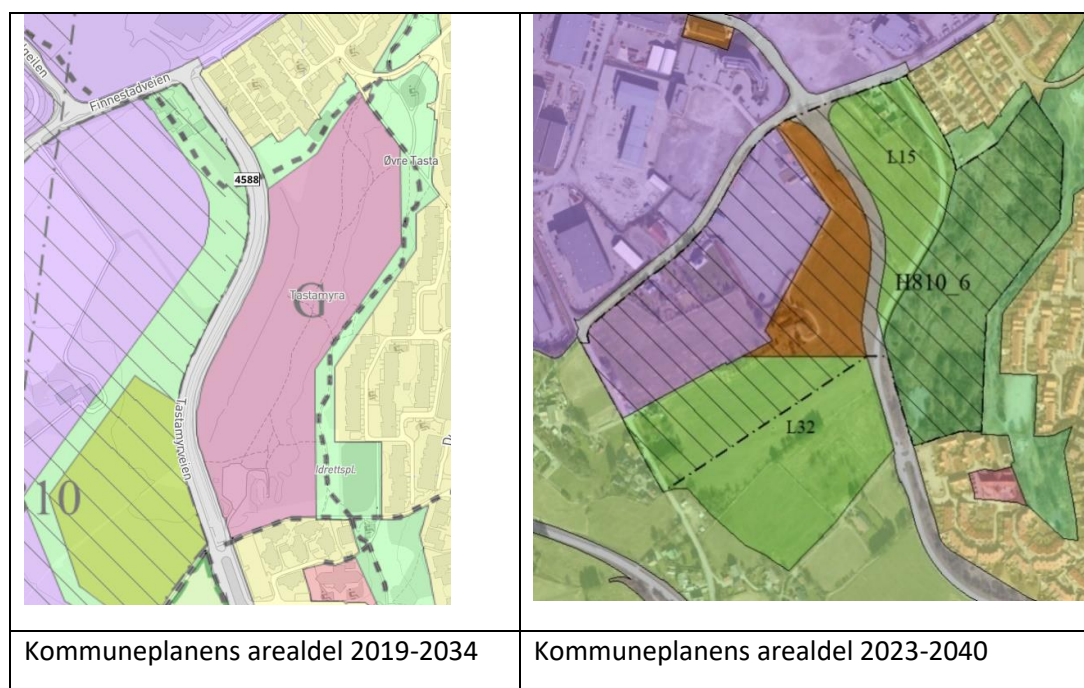 Finnestadveien
4588
Øvre Tasta
G
Tastamyra
Tastamyrveien
Idrettspl.
10
L15
H810_6
L32
Kommuneplanens arealdel 2019-2034
Kommuneplanens arealdel 2023-2040